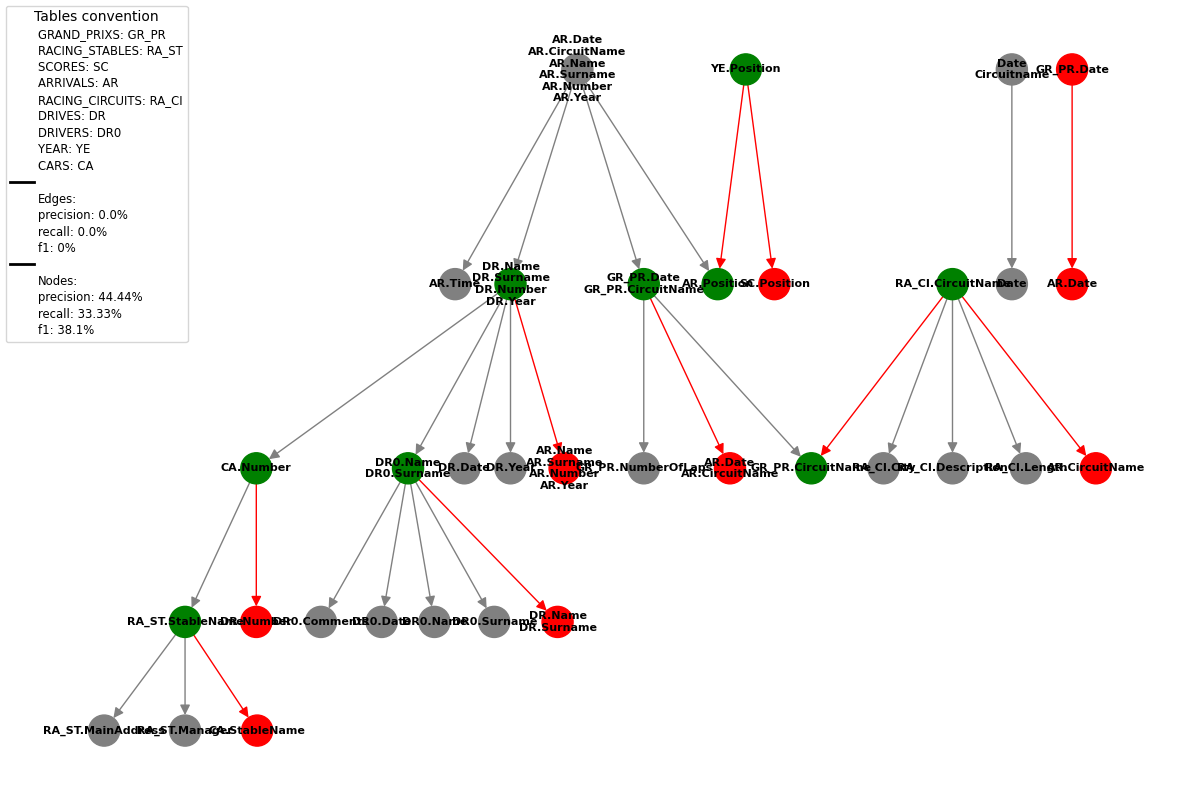 Tables convention
GRAND_PRIXS: GR_PR
RACING_STABLES: RA_ST
SCORES: SC
ARRIVALS: AR
RACING_CIRCUITS: RA_CI
DRIVES: DR
DRIVERS: DR0
YEAR: YE
CARS: CA
Edges:
precision: 0.0%
recall: 0.0%
f1: 0%
Nodes:
precision: 44.44%
recall: 33.33%
f1: 38.1%
AR.Date
AR.CircuitName
AR.Name
AR.Surname
AR.Number
AR.Year
YE.Position
Date
Circuitname
GR_PR.Date
AR.Time
DR.Name
DR.Surname
DR.Number
DR.Year
GR_PR.Date
GR_PR.CircuitName
AR.Position
SC.Position
RA_CI.CircuitName
Date
AR.Date
CA.Number
DR0.Name
DR0.Surname
DR.Date
DR.Year
AR.Name
AR.Surname
AR.Number
AR.Year
GR_PR.NumberOfLaps
AR.Date
AR.CircuitName
GR_PR.CircuitName
RA_CI.City
RA_CI.Description
RA_CI.Length
AR.CircuitName
RA_ST.StableName
DR.Number
DR0.Comments
DR0.Date
DR0.Name
DR0.Surname
DR.Name
DR.Surname
RA_ST.MainAddress
RA_ST.Manager
CA.StableName